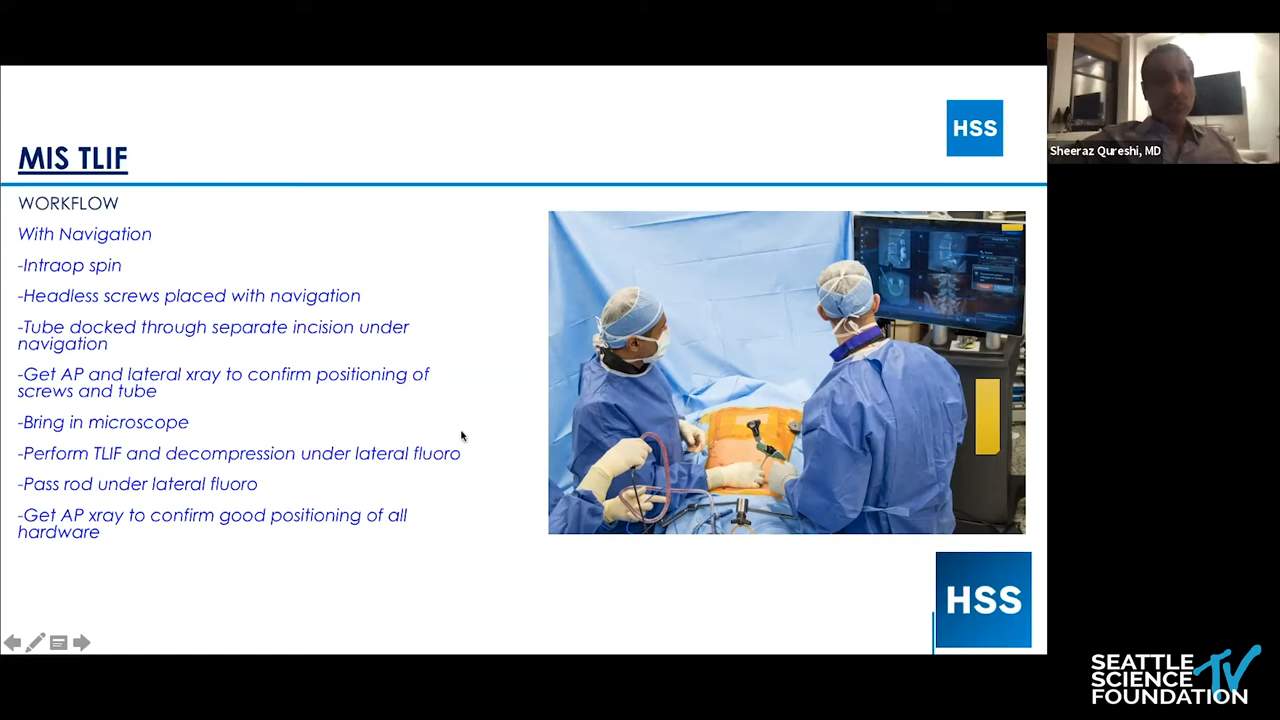 HSS
Sheeraz Qureshi, MD
MIS TLIF
WORKFLOW
With Navigation
-Intraop spin
-Headless screws placed with navigation
-Tube docked through separate incision under
navigation
-Get AP and lateral xray to confirm positioning of
screws and tube
-Bring in microscope
-Perform TLIF and decompression under lateral fluoro
-Pass rod under lateral fluoro
-Get AP xray to confirm good positioning of all
hardware
HSS
SEATTLE
SCIENCE TV
FOUNDATION